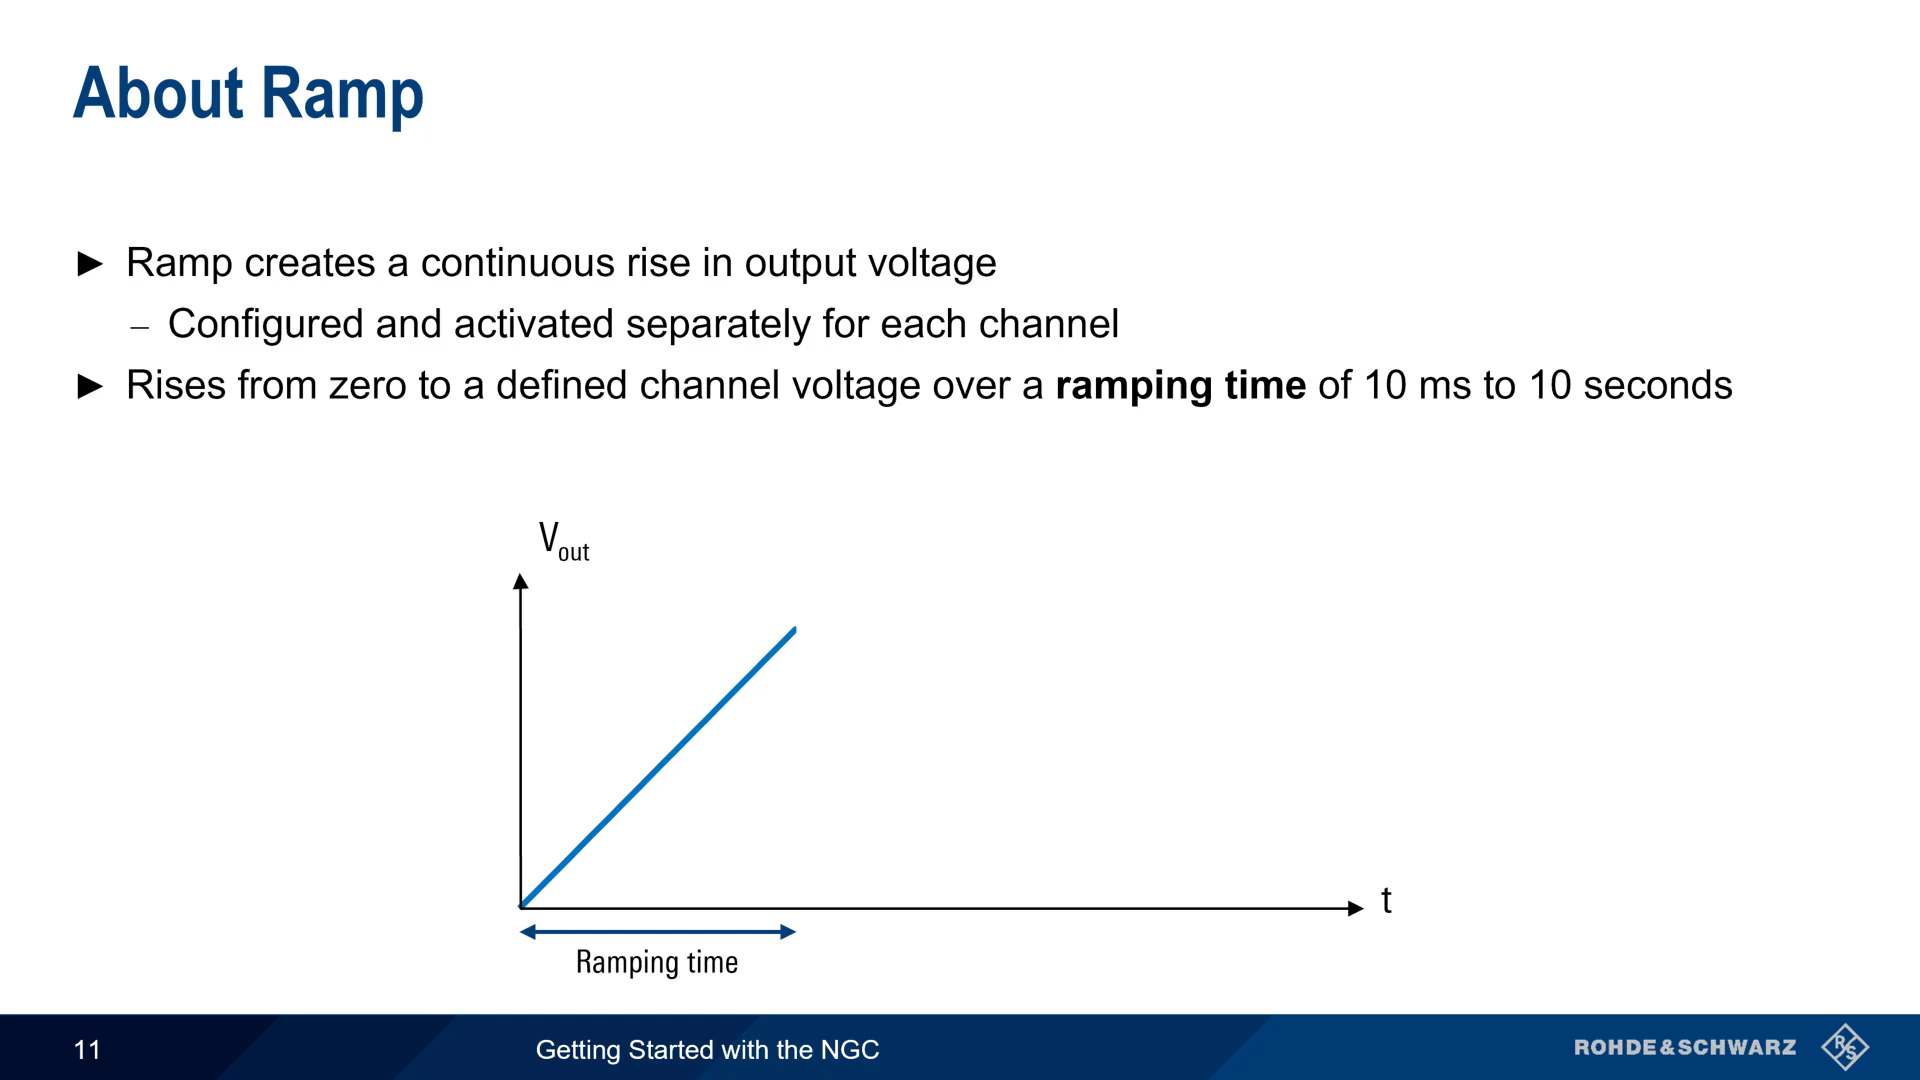 About Ramp
► Ramp creates a continuous rise in output voltage
– Configured and activated separately for each channel
► Rises from zero to a defined channel voltage over a ramping time of 10 ms to 10 seconds
Vout
t
Ramping time
11
Getting Started with the NGC
ROHDE&SCHWARZ
RS